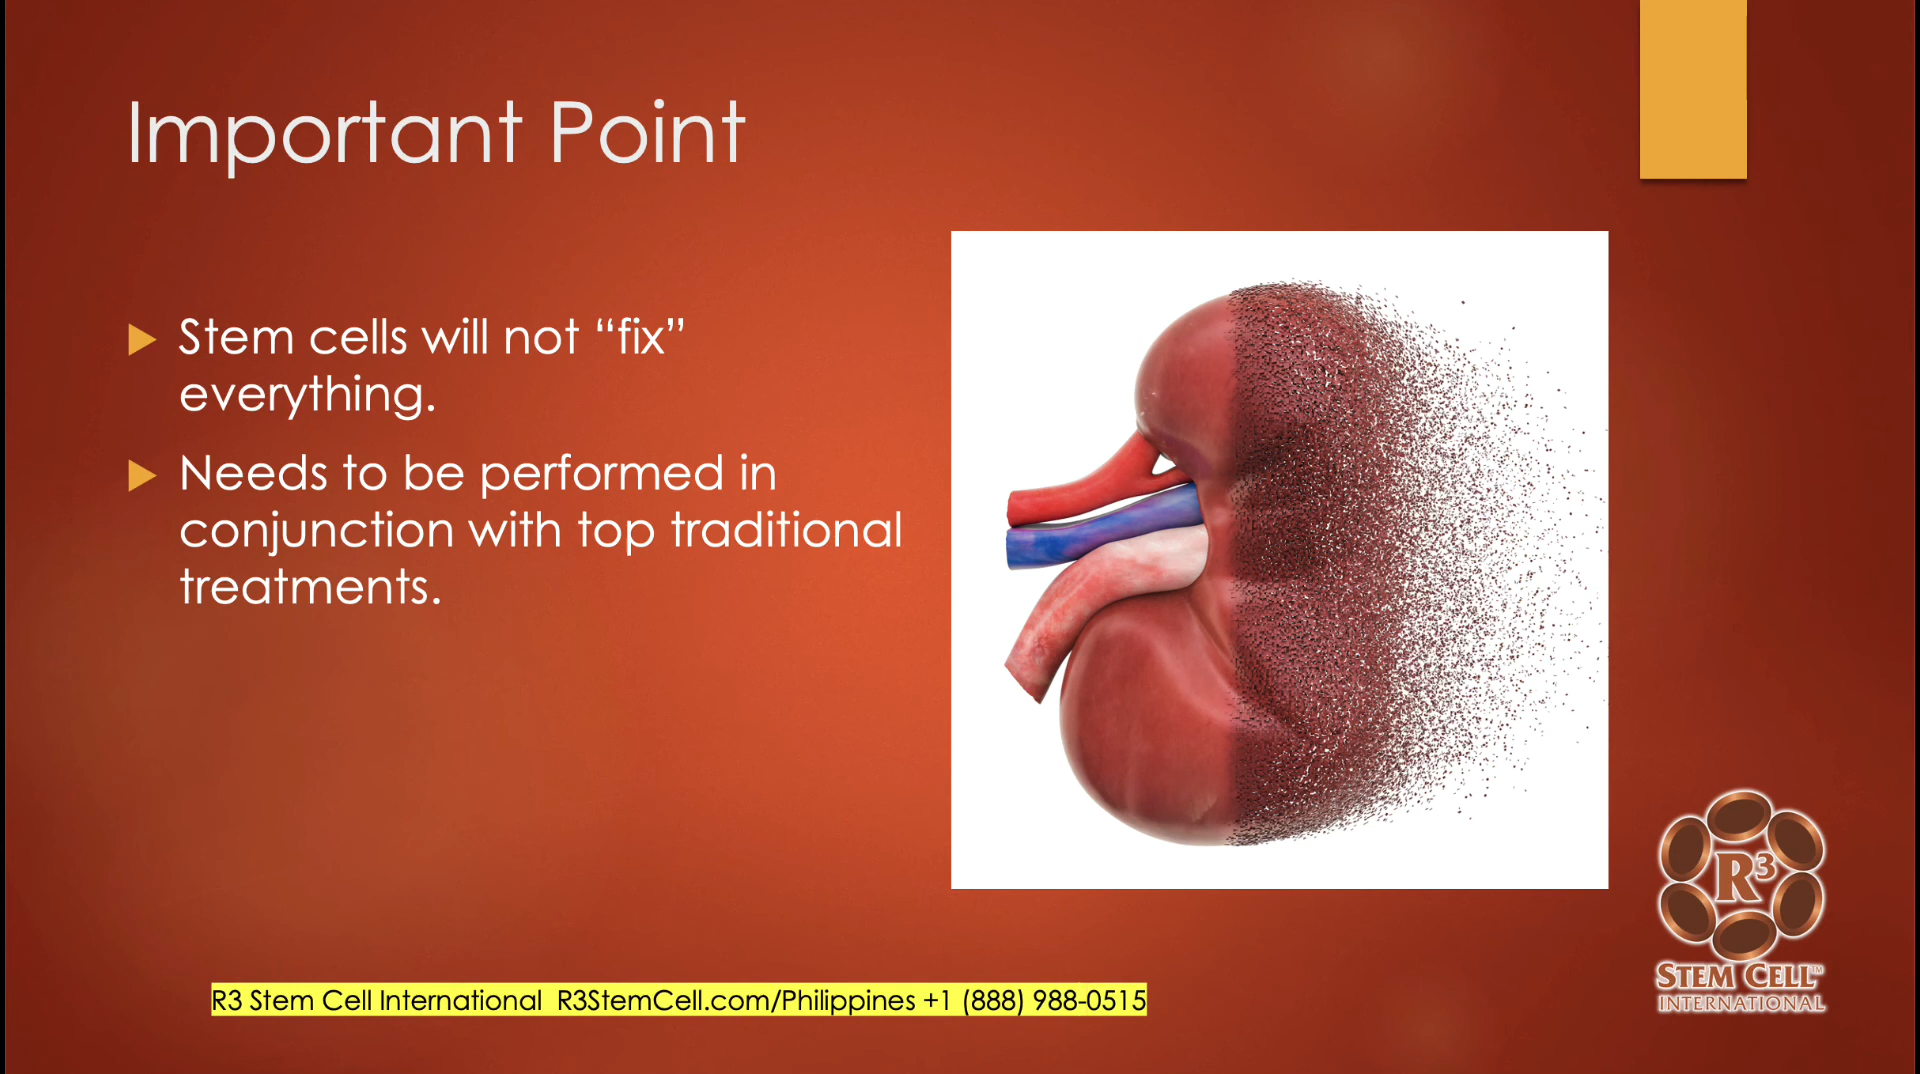 Important Point
Stem cells will not “fix”
everything.
Needs to be performed in
conjunction with top traditional
treatments.
R3 Stem Cell International  R3StemCell.com/Philippines +1 (888) 988-0515
R³
STEM CELL™
INTERNATIONAL